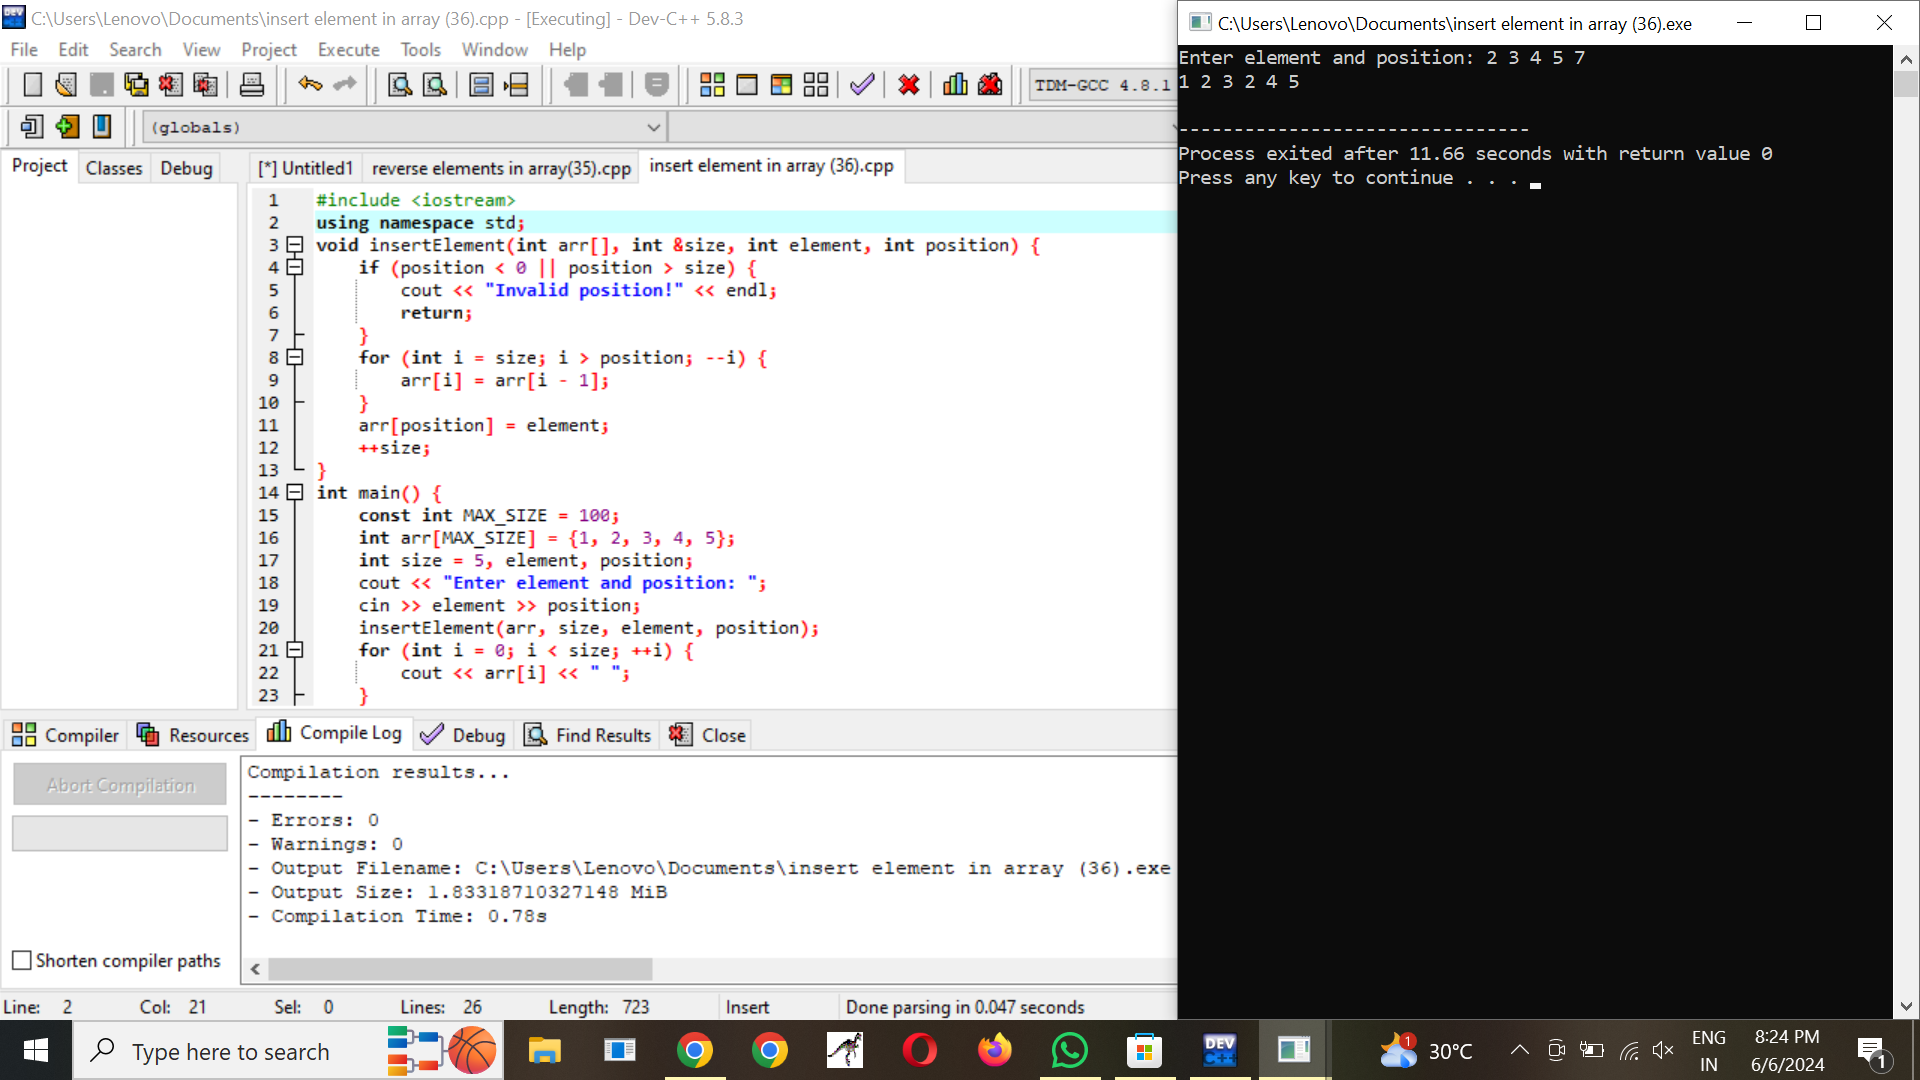 C:\Users\Lenovo\Documents\insert element in array (36).cpp - [Executing] - Dev-C++ 5.8.3
File Edit Search View Project Execute Tools Window Help
TDM-GCC 4.8.1
(globals)
Project Classes Debug
[*] Untitled1 reverse elements in array(35).cpp insert element in array (36).cpp
1 #include <iostream>
2 using namespace std;
3 void insertElement(int arr[], int &size, int element, int position) {
4 if (position < 0 || position > size) {
5 cout << "Invalid position!" << endl;
6 return;
7 }
8 for (int i = size; i > position; --i) {
9 arr[i] = arr[i - 1];
10 }
11 arr[position] = element;
12 ++size;
13 }
14 int main() {
15 const int MAX_SIZE = 100;
16 int arr[MAX_SIZE] = {1, 2, 3, 4, 5};
17 int size = 5, element, position;
18 cout << "Enter element and position: ";
19 cin >> element >> position;
20 insertElement(arr, size, element, position);
21 for (int i = 0; i < size; ++i) {
22 cout << arr[i] << " ";
23 }
Compiler Resources Compile Log Debug Find Results Close
Abort Compilation
Shorten compiler paths
Compilation results...
--------
- Errors: 0
- Warnings: 0
- Output Filename: C:\Users\Lenovo\Documents\insert element in array (36).exe
- Output Size: 1.83318710327148 MiB
- Compilation Time: 0.78s
Line: 2 Col: 21 Sel: 0 Lines: 26 Length: 723 Insert Done parsing in 0.047 seconds
C:\Users\Lenovo\Documents\insert element in array (36).exe
Enter element and position: 2 3 4 5 7
1 2 3 2 4 5
--------------------------------
Process exited after 11.66 seconds with return value 0
Press any key to continue . . .
Type here to search
DEV C++
1
30°C
ENG
IN
8:24 PM
6/6/2024
1